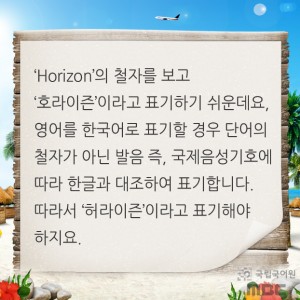 ‘Horizon’의 철자를 보고
‘호라이즌’이라고 표기하기 쉬운데요,
영어를 한국어로 표기할 경우 단어의
철자가 아닌 발음 즉, 국제음성기호에
따라 한글과 대조하여 표기합니다.
따라서 ‘허라이즌’이라고 표기해야
하지요.
국립국어원
MBC